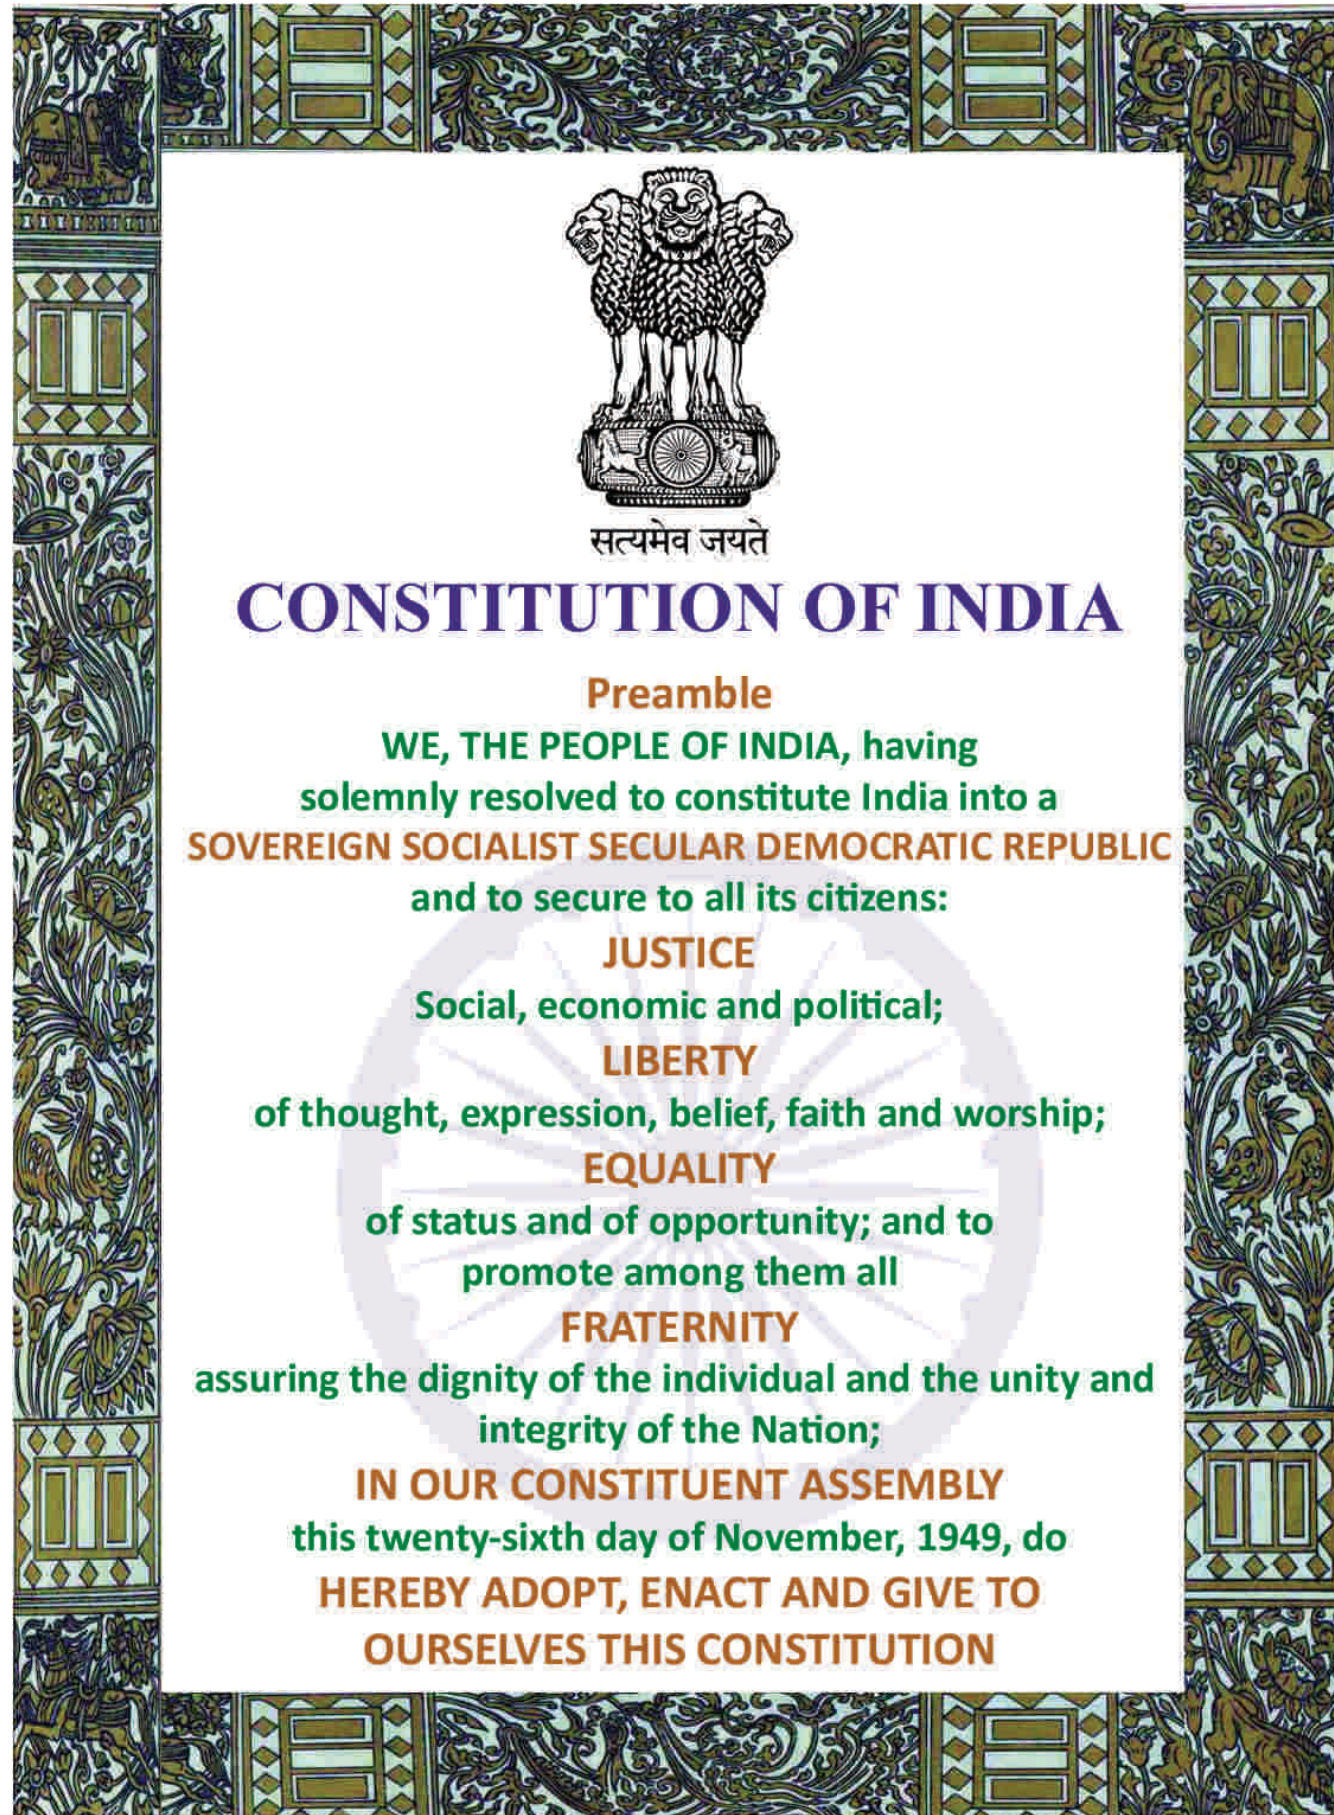 सत्यमेव जयते
CONSTITUTION OF INDIA
Preamble
WE, THE PEOPLE OF INDIA, having
solemnly resolved to constitute India into a
SOVEREIGN SOCIALIST SECULAR DEMOCRATIC REPUBLIC
and to secure to all its citizens:
JUSTICE
Social, economic and political;
LIBERTY
of thought, expression, belief, faith and worship;
EQUALITY
of status and of opportunity; and to
promote among them all
FRATERNITY
assuring the dignity of the individual and the unity and
integrity of the Nation;
IN OUR CONSTITUENT ASSEMBLY
this twenty-sixth day of November, 1949, do
HEREBY ADOPT, ENACT AND GIVE TO
OURSELVES THIS CONSTITUTION